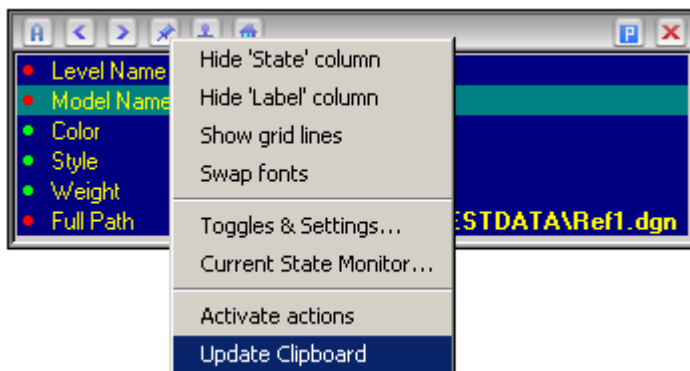 A < > P X
Level Name
Model Name
Color
Style
Weight
Full Path ESTDATA\Ref1.dgn
Hide 'State' column
Hide 'Label' column
Show grid lines
Swap fonts
Toggles & Settings...
Current State Monitor...
Activate actions
Update Clipboard